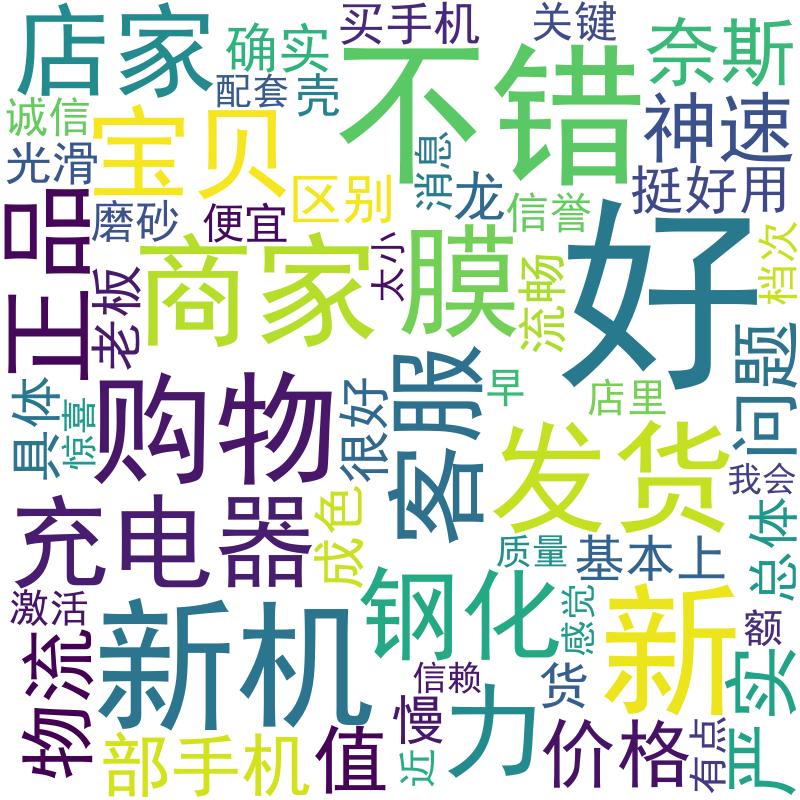 店家
确实
买手机
关键
奈斯
配套
壳
不错
诚信
宝贝
神速
光滑
消息
挺好用
磨砂
便宜
区别
龙
信誉
正品
商家
太小
膜
流畅
好
档次
老板
购物
客服
问题
具体
惊喜
很好
早
店里
发货
我会
充电器
成色
质量
基本上
总体
激活
新机
钢化
感觉
新
额
物流
信赖
货
严实
部手机
值
慢
近
力
价格
有点